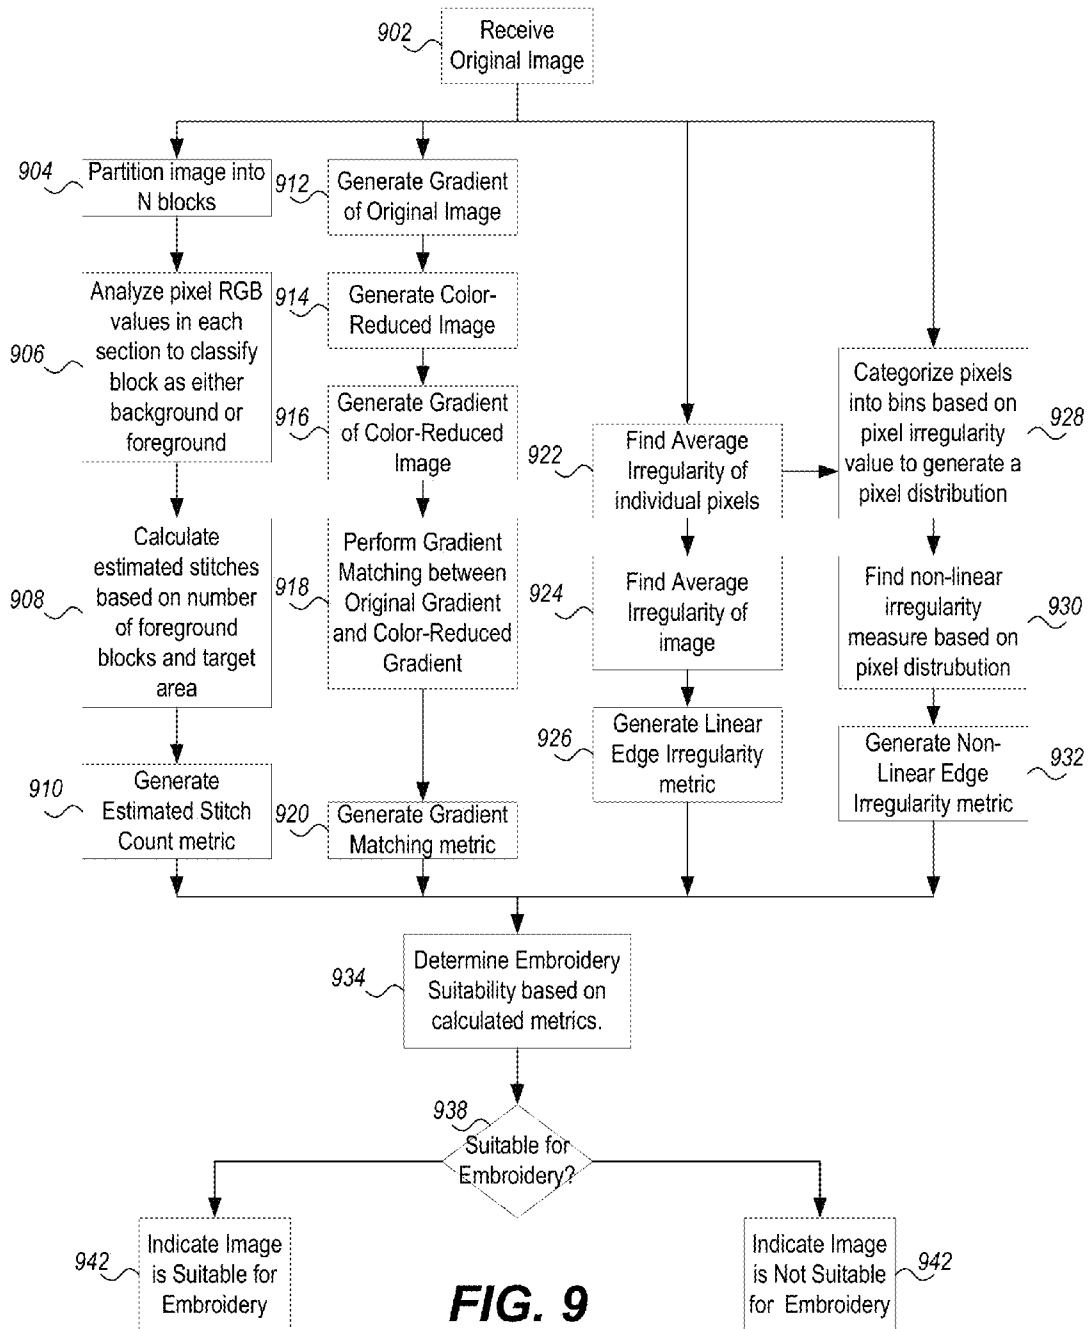 902
Receive
Original Image
904
Partition image into
N blocks
906
Analyze pixel RGB
values in each
section to classify
block as either
background or
foreground
908
Calculate
estimated stitches
based on number
of foreground
blocks and target
area
910
Generate
Estimated Stitch
Count metric
912
Generate Gradient
of Original Image
914
Generate Color-
Reduced Image
916
Generate Gradient
of Color-Reduced
Image
918
Perform Gradient
Matching between
Original Gradient
and Color-Reduced
Gradient
920
Generate Gradient
Matching metric
922
Find Average
Irregularity of
individual pixels
924
Find Average
Irregularity of
image
926
Generate Linear
Edge Irregularity
metric
928
Categorize pixels
into bins based on
pixel irregularity
value to generate a
pixel distribution
930
Find non-linear
irregularity
measure based on
pixel distrubution
932
Generate Non-
Linear Edge
Irregularity metric
934
Determine Embroidery
Suitability based on
calculated metrics.
938
Suitable for
Embroidery?
942
Indicate Image
is Suitable for
Embroidery
942
Indicate Image
is Not Suitable
for Embroidery
FIG. 9